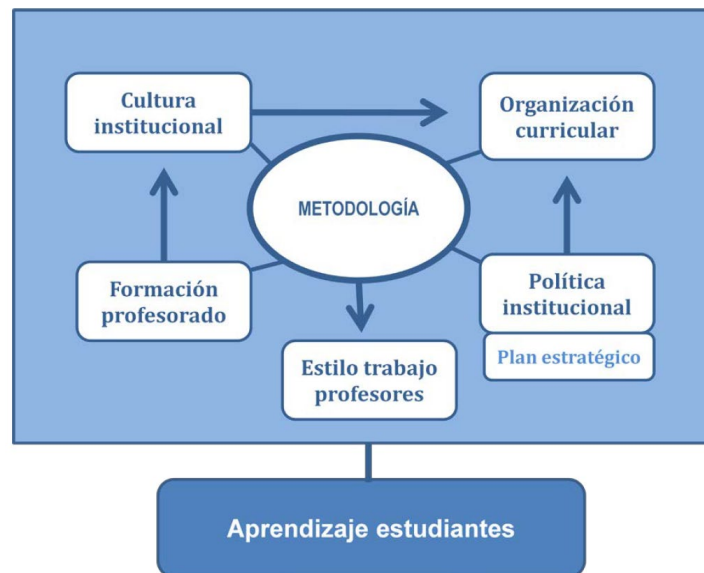 Cultura
institucional
Organización
curricular
METODOLOGÍA
Formación
profesorado
Política
institucional
Plan estratégico
Estilo trabajo
profesores
Aprendizaje estudiantes